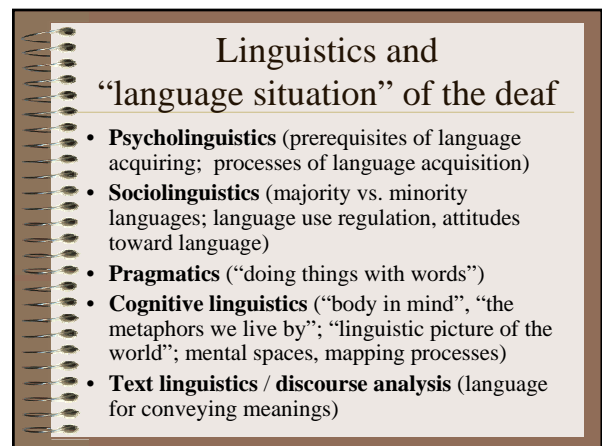 Linguistics and
“language situation” of the deaf
• Psycholinguistics (prerequisites of language
acquiring;  processes of language acquisition)
• Sociolinguistics (majority vs. minority
languages; language use regulation, attitudes
toward language)
• Pragmatics (“doing things with words”)
• Cognitive linguistics (“body in mind”, “the
metaphors we live by”; “linguistic picture of the
world”; mental spaces, mapping processes)
• Text linguistics / discourse analysis (language
for conveying meanings)